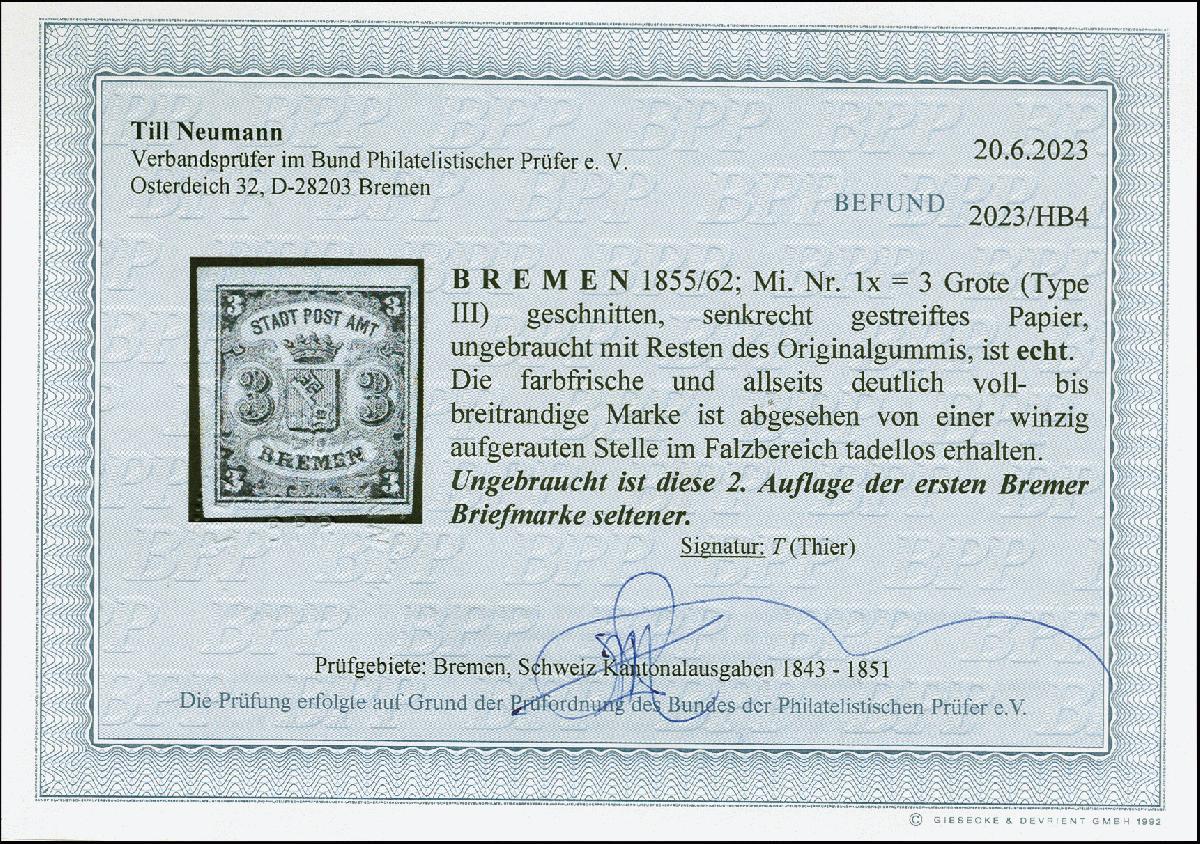 Till Neumann
Verbandsprüfer im Bund Philatelistischer Prüfer e. V.
Osterdeich 32, D-28203 Bremen
20.6.2023
BEFUND
2023/HB4
3 3
STADT POST AMT
3 3
BREMEN
3 3
BREMEN 1855/62; Mi. Nr. 1x = 3 Grote (Type
III) geschnitten, senkrecht gestreiftes Papier,
ungebraucht mit Resten des Originalgummis, ist echt.
Die farbfrische und allseits deutlich voll- bis
breitrandige Marke ist abgesehen von einer winzig
aufgerauten Stelle im Falzbereich tadellos erhalten.
Ungebraucht ist diese 2. Auflage der ersten Bremer
Briefmarke seltener.
Signatur: T (Thier)
Prüfgebiete: Bremen, Schweiz Kantonalausgaben 1843 - 1851
Die Prüfung erfolgte auf Grund der Prüfordnung des Bundes der Philatelistischen Prüfer e.V.
© GIESECKE & DEVRIENT GMBH 1992